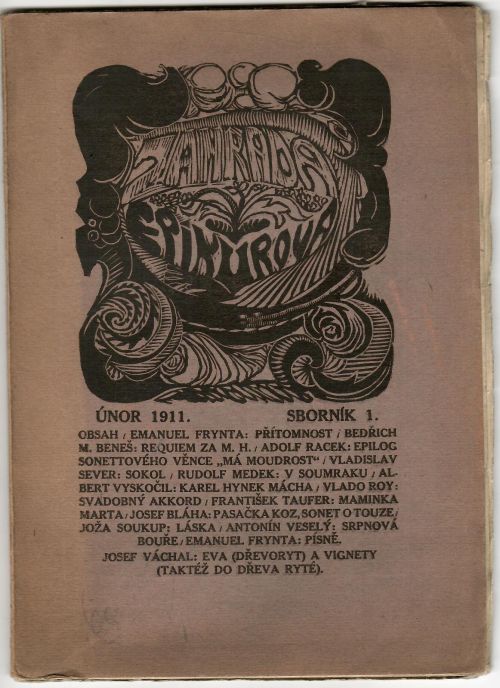 ZAHRADA
EPIKUROVA
ÚNOR 1911. SBORNÍK 1.
OBSAH / EMANUEL FRYNTA: PŘÍTOMNOST / BEDŘICH
M. BENEŠ: REQUIEM ZA M. H. / ADOLF RACEK: EPILOG
SONETTOVÉHO VĚNCE „MÁ MOUDROST" / VLADISLAV
SEVER: SOKOL / RUDOLF MEDEK: V SOUMRAKU / AL-
BERT VYSKOČIL: KAREL HYNEK MÁCHA / VLADO ROY:
SVADOBNÝ AKKORD / FRANTIŠEK TAUFER: MAMINKA
MARTA / JOSEF BLÁHA: PASAČKA KOZ, SONET O TOUZE /
JOŽA SOUKUP: LÁSKA / ANTONÍN VESELÝ: SRPNOVÁ
BOUŘE / EMANUEL FRYNTA: PÍSNĚ.
JOSEF VÁCHAL: EVA (DŘEVORYT) A VIGNETY
(TAKTÉŽ DO DŘEVA RYTÉ).